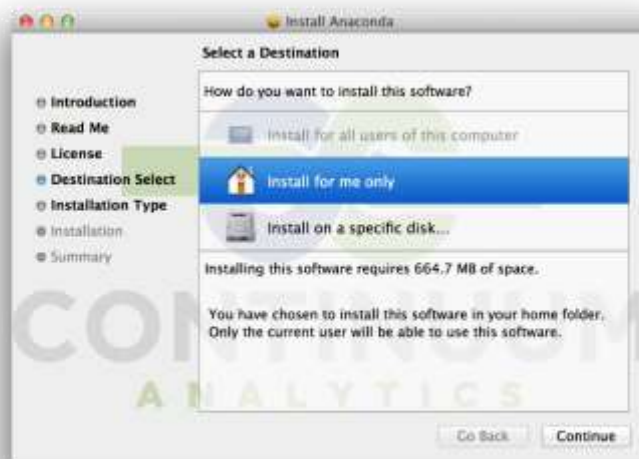 Install Anaconda
Select a Destination
Introduction
Read Me
License
Destination Select
Installation Type
Installation
Summary
How do you want to install this software?
Install for all users of this computer
Install for me only
Install on a specific disk...
Installing this software requires 664.7 MB of space.
You have chosen to install this software in your home folder.
Only the current user will be able to use this software.
CONTINUUM
ANALYTICS
Go Back
Continue